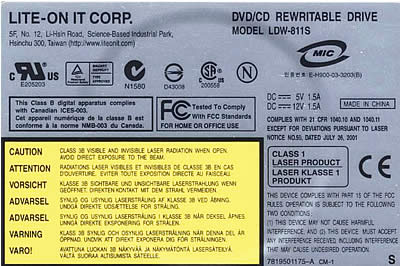 LITE-ON IT CORP.
5F, No. 12, Li-Hsin Road, Science-Based Industrial Park,
Hsinchu 300, Taiwan (http://www.liteonit.com)
DVD/CD REWRITABLE DRIVE
MODEL LDW-811S
MIC
E-H900-03-3203(B)
C UL US
E205203
N1580
D43008
200558
N
This Class B digital apparatus complies
with Canadian ICES-003.
Cet appareil numérique de la classe B est
conforme à la norme NMB-003 du Canada.
FC Tested To Comply
With FCC Standards
FOR HOME OR OFFICE USE
DC 5V 1.5A
DC 12V 1.5A
MADE IN CHINA
COMPLIES WITH 21 CFR 1040.10 AND 1040.11
EXCEPT FOR DEVIATIONS PURSUANT TO LASER
NOTICE NO.50, DATED JULY 26, 2001
CLASS 1
LASER PRODUCT
LASER KLASSE 1
PRODUKT
CE
CAUTION CLASS 3B VISIBLE AND INVISIBLE LASER RADIATION WHEN OPEN.
AVOID DIRECT EXPOSURE TO THE BEAM.
ATTENTION RADIATIONS LASER VISIBLES ET INVISIBLES DE CLASSE 3B EN CAS
D'OUVERTURE. EVITER TOUTE EXPOSITION DIRECTE AU FAISCEAU.
VORSICHT KLASSE 3B SICHTBARE UND UNSICHTBARE LASERSTRAHLUNG WENN
GEÖFFNET. DIREKTEN KONTAKT MIT DEM STRAHL VERMEIDEN.
ADVARSEL SYNLIG OG USYNLIG LASERSTRÅLING AF KLASSE 3B VED ÅBNING.
UNDGÅ DIREKTE UDSÆTTELSE FOR STRÅLING.
ADVARSEL SYNLIG OG USYNLIG LASERSTRÅLING I KLASSE 3B NÅR DEKSEL ÅPNES.
UNNGÅ DIREKTE EKSPONERING FOR STRÅLINGEN.
VARNING KLASS 3B SYNLIG OCH OSYNLIG LASERSTRÅLNING NÄR DENNA DEL ÄR
ÖPPNAD. UNDVIK ATT DIREKT EXPONERA DIG FÖR STRÅLNINGEN.
VARO! AVATTUNA LUOKAN 3B NÄKYVÄÄ JA NÄKYMÄTÖNTÄ LASERSÄTEILYÄ.
VÄLTÄ SUORAA ALTISTUMISTA SÄTEELLE.
THIS DEVICE COMPLIES WITH PART 15 OF THE FCC
RULES OPERATION IS SUBJECT TO THE FOLLOWING
TWO CONDITIONS:
(1) THIS DEVICE MAY NOT CAUSE HARMFUL
INTERFERENCE, AND (2) THIS DEVICE MUST ACCEPT
ANY INTERFERENCE RECEIVED INCLUDING INTERFERENCE
THAT MAY CAUSE UNDESIRED OPERATION.
7819501175-A CM-1 S